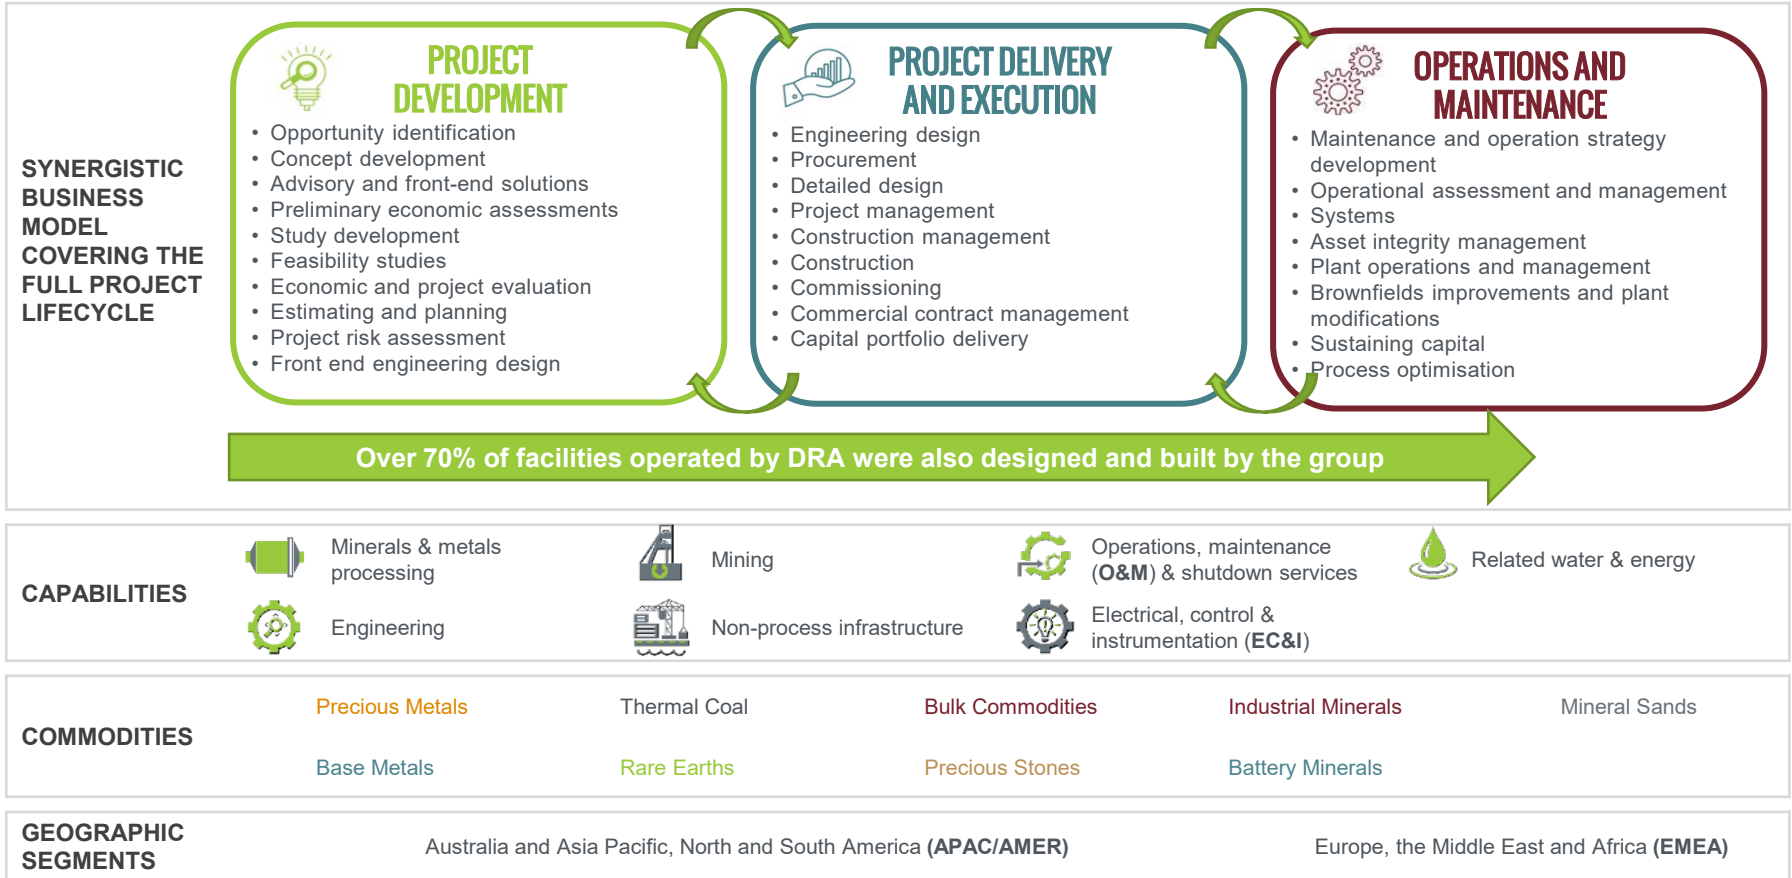 SYNERGISTIC
BUSINESS
MODEL
COVERING THE
FULL PROJECT
LIFECYCLE
PROJECT
DEVELOPMENT
• Opportunity identification
• Concept development
• Advisory and front-end solutions
• Preliminary economic assessments
• Study development
• Feasibility studies
• Economic and project evaluation
• Estimating and planning
• Project risk assessment
• Front end engineering design
PROJECT DELIVERY
AND EXECUTION
• Engineering design
• Procurement
• Detailed design
• Project management
• Construction management
• Construction
• Commissioning
• Commercial contract management
• Capital portfolio delivery
OPERATIONS AND
MAINTENANCE
• Maintenance and operation strategy
development
• Operational assessment and management
• Systems
• Asset integrity management
• Plant operations and management
• Brownfields improvements and plant
modifications
• Sustaining capital
• Process optimisation
Over 70% of facilities operated by DRA were also designed and built by the group
CAPABILITIES
Minerals & metals
processing
Mining
Operations, maintenance
(O&M) & shutdown services
Related water & energy
Engineering
Non-process infrastructure
Electrical, control &
instrumentation (EC&I)
COMMODITIES
Precious Metals
Thermal Coal
Bulk Commodities
Industrial Minerals
Mineral Sands
Base Metals
Rare Earths
Precious Stones
Battery Minerals
GEOGRAPHIC
SEGMENTS
Australia and Asia Pacific, North and South America (APAC/AMER)
Europe, the Middle East and Africa (EMEA)